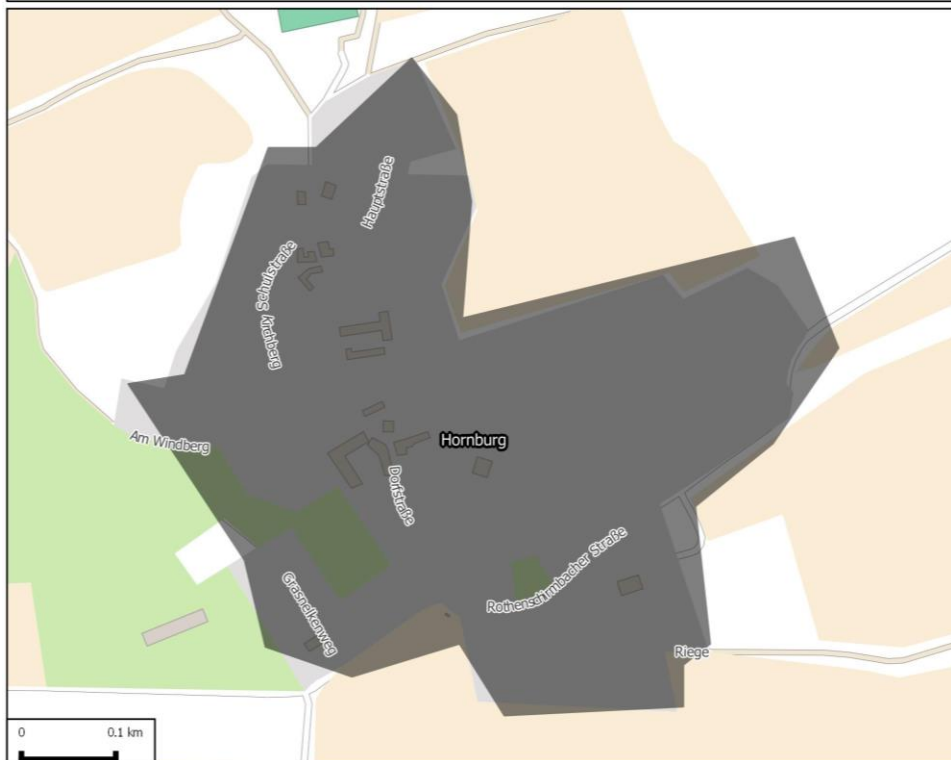 Hauptstraße
Schulstraße
Kirchberg
Am Windberg
Hornburg
Dorfstraße
Rothenschirmbacher Straße
Grasnelkenweg
Riege
0 0.1 km